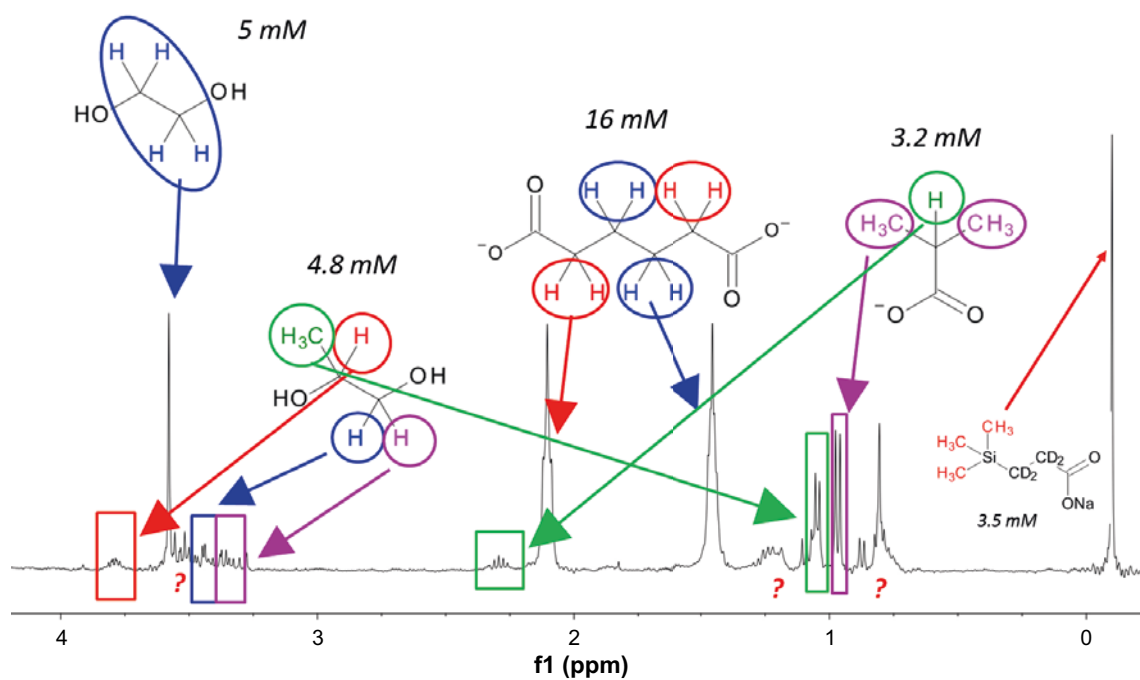 5 mM
H H
HO OH
H H
16 mM
3.2 mM
H H H H
O O⁻
⁻O O
H H H H
H
H₃C CH₃
⁻O O
4.8 mM
H₃C H
HO OH
H H
CH₃
H₃C Si CD₂ O
H₃C CD₂
ONa
3.5 mM
? ? ?
4 3 2 1 0
f1 (ppm)